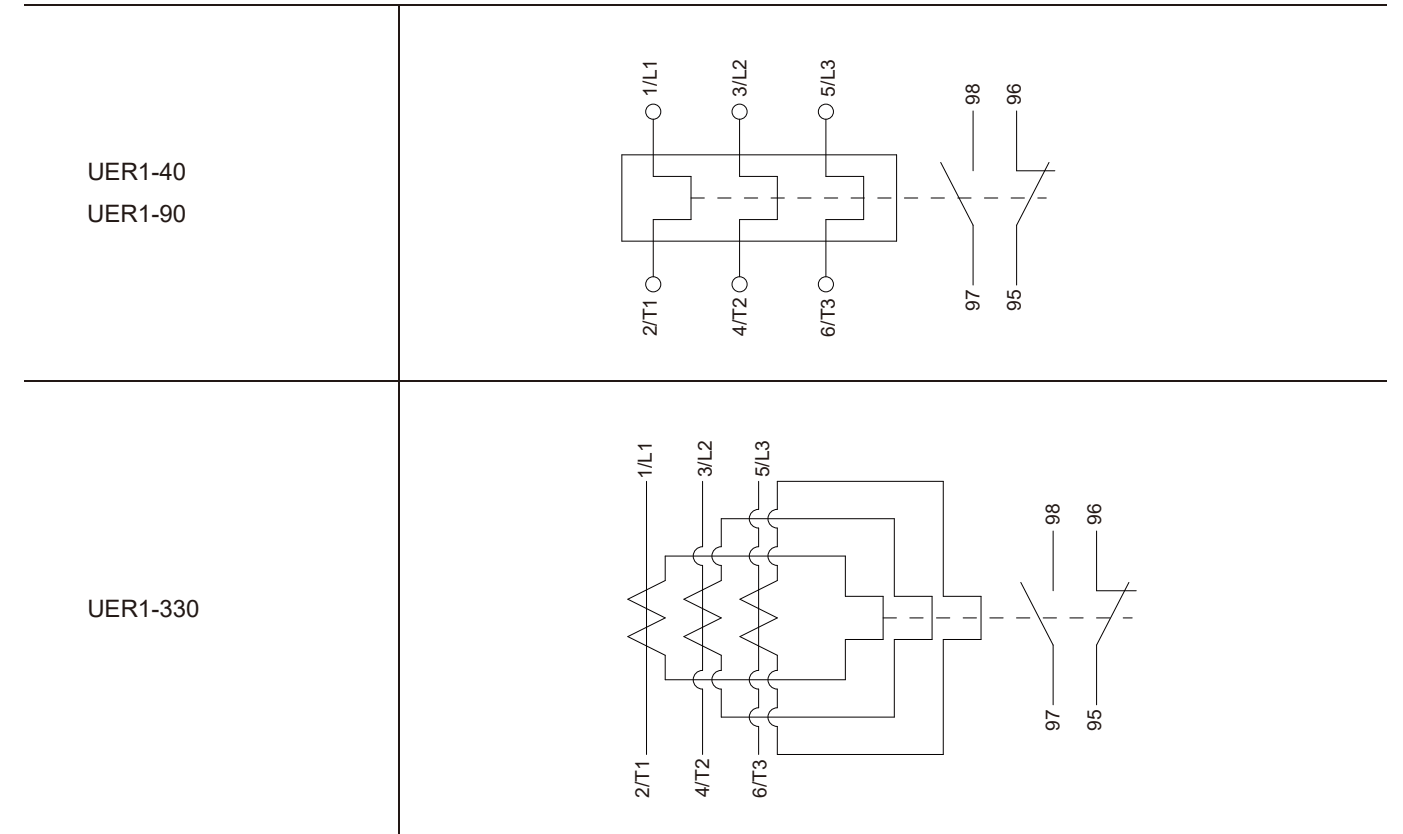 UER1-40
UER1-90
1/L1
3/L2
5/L3
98
96
2/T1
4/T2
6/T3
97
95
UER1-330
1/L1
3/L2
5/L3
98
96
2/T1
4/T2
6/T3
97
95